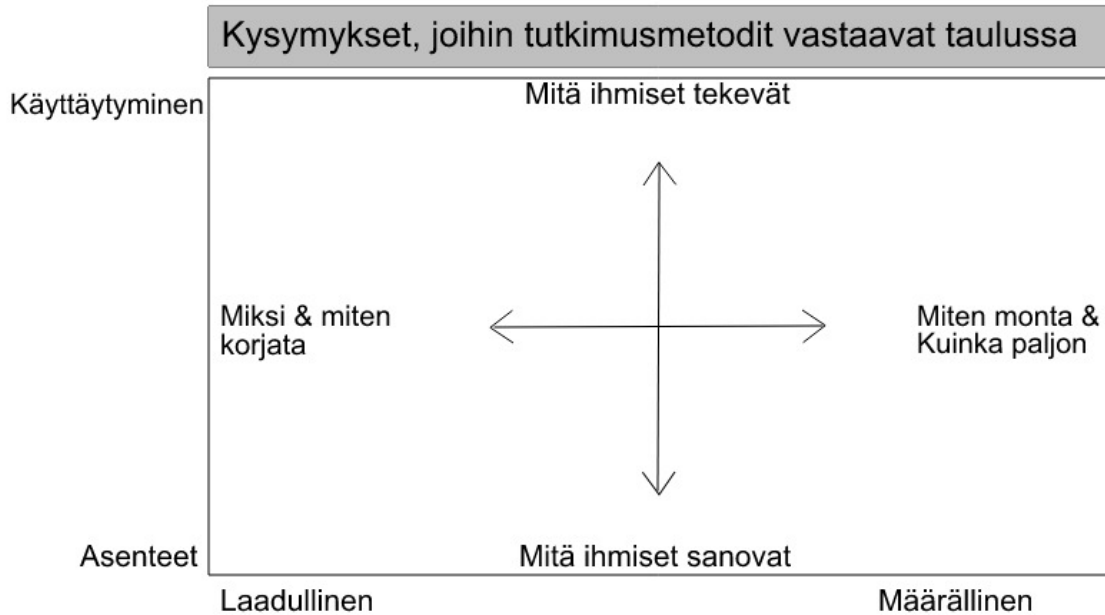 Kysymykset, joihin tutkimusmetodit vastaavat taulussa
Käyttäytyminen
Mitä ihmiset tekevät
Miksi & miten
korjata
Miten monta &
Kuinka paljon
Asenteet
Mitä ihmiset sanovat
Laadullinen
Määrällinen